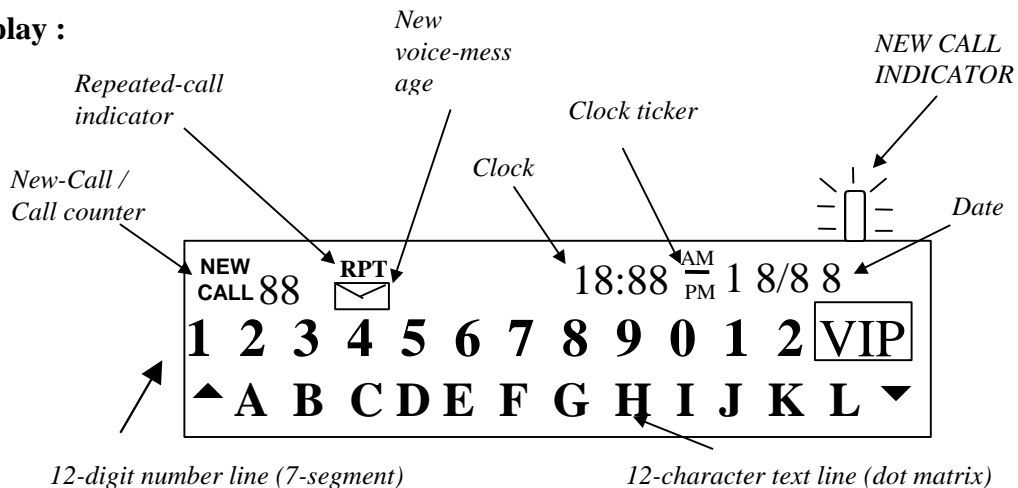 play :
New
voice-mess
age
NEW CALL
INDICATOR
Repeated-call
indicator
Clock ticker
Clock
New-Call /
Call counter
Date
NEW
CALL 88
RPT
18:88
AM
PM
1 8/8 8
1 2 3 4 5 6 7 8 9 0 1 2 VIP
A B C D E F G H I J K L
12-digit number line (7-segment)
12-character text line (dot matrix)